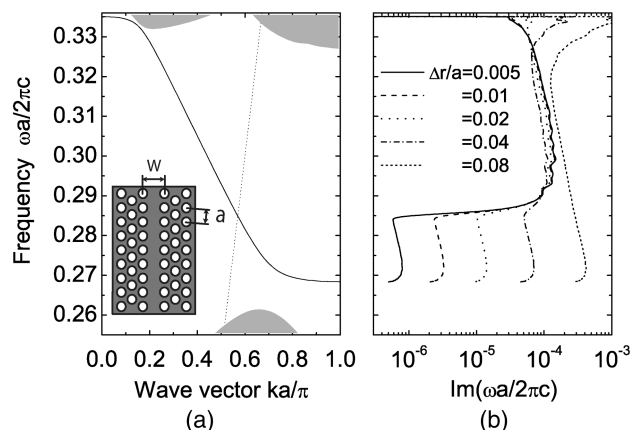 0.33
0.32
0.31
0.30
0.29
0.28
0.27
0.26
Frequency ωa/2πc
W
a
0.0 0.2 0.4 0.6 0.8 1.0
Wave vector ka/π
(a)
Δr/a=0.005
=0.01
=0.02
=0.04
=0.08
10⁻⁶ 10⁻⁵ 10⁻⁴ 10⁻³
Im(ωa/2πc)
(b)